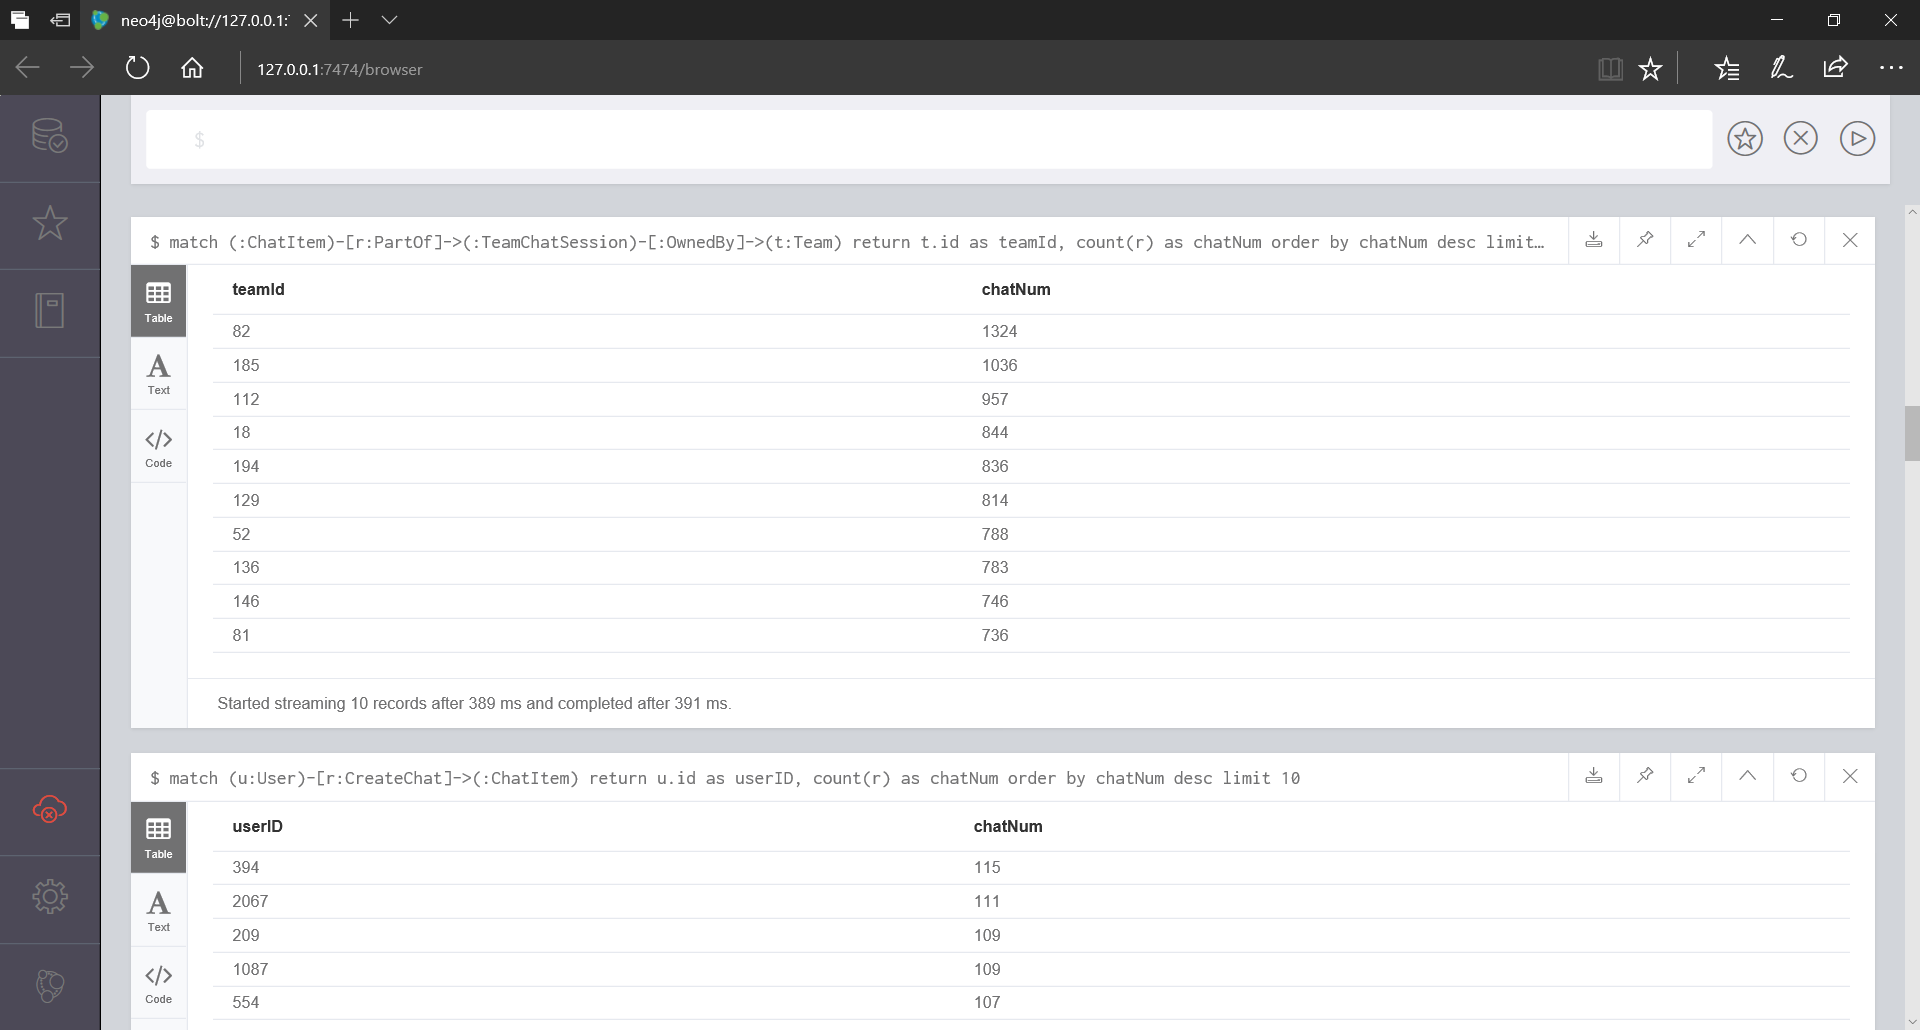 neo4j@bolt://127.0.0.1:
127.0.0.1:7474/browser
$
$ match (:ChatItem)-[r:PartOf]->(:TeamChatSession)-[:OwnedBy]->(t:Team) return t.id as teamId, count(r) as chatNum order by chatNum desc limit…
Table
Text
Code
teamId chatNum
82 1324
185 1036
112 957
18 844
194 836
129 814
52 788
136 783
146 746
81 736
Started streaming 10 records after 389 ms and completed after 391 ms.
$ match (u:User)-[r:CreateChat]->(:ChatItem) return u.id as userID, count(r) as chatNum order by chatNum desc limit 10
Table
Text
Code
userID chatNum
394 115
2067 111
209 109
1087 109
554 107